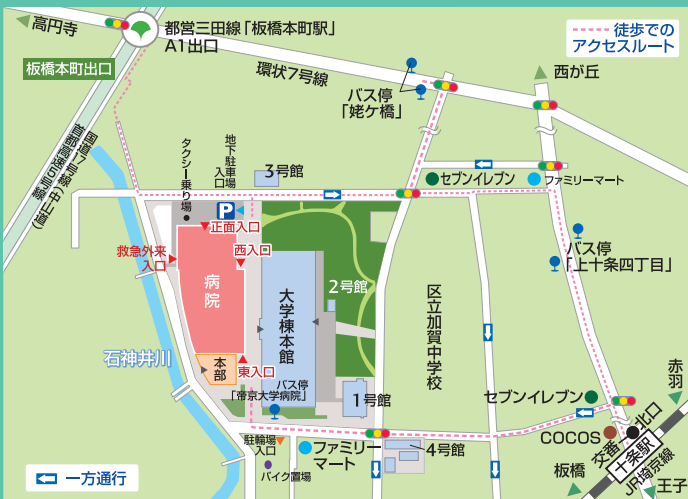 高円寺
都営三田線「板橋本町駅」
A1出口
徒歩での
アクセスルート
板橋本町出口
環状7号線
バス停
「姥ケ橋」
西が丘
国道17号線(中山道)
首都高速5号線
タクシー乗り場
地下駐車場
入口
3号館
セブンイレブン
ファミリーマート
P
正面入口
救急外来
入口
西入口
病院
2号館
バス停
「上十条四丁目」
大学棟本館
区立加賀中学校
石神井川
本部
東入口
バス停
「帝京大学病院」
1号館
セブンイレブン
赤羽
駐輪場
入口
ファミリー
マート
4号館
COCOS
交番
北口
十条駅
JR埼京線
バイク置場
板橋
王子
一方通行